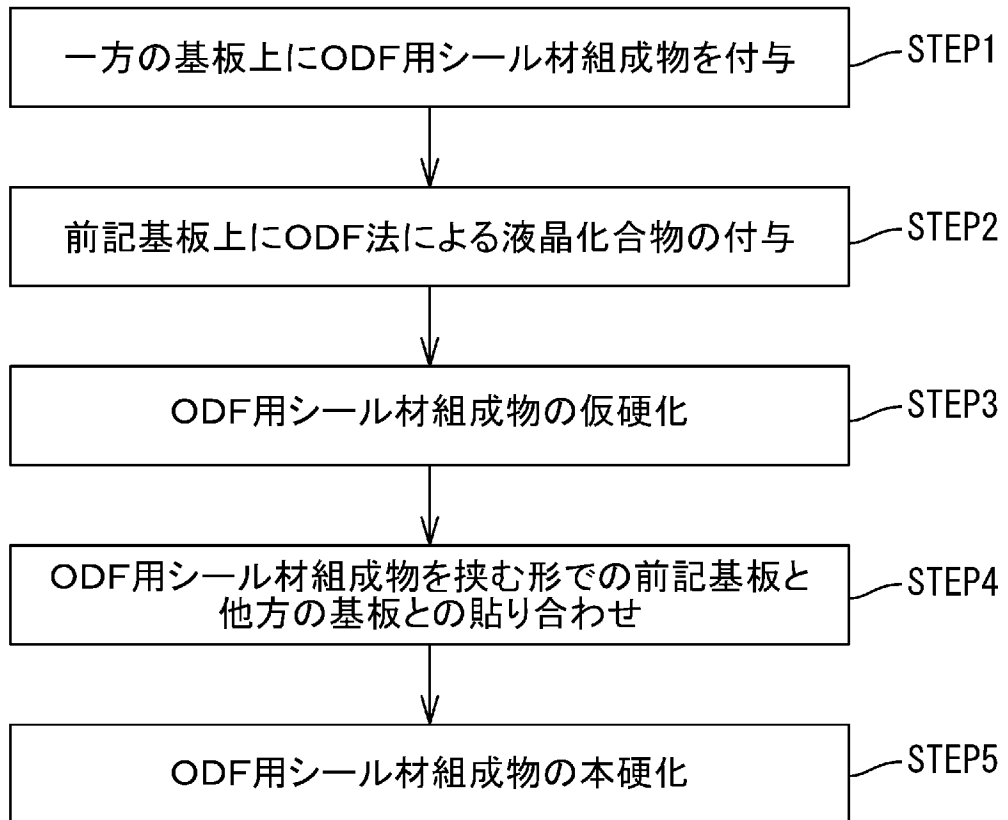 一方の基板上にODF用シール材組成物を付与
STEP1
前記基板上にODF法による液晶化合物の付与
STEP2
ODF用シール材組成物の仮硬化
STEP3
ODF用シール材組成物を挟む形での前記基板と
他方の基板との貼り合わせ
STEP4
ODF用シール材組成物の本硬化
STEP5